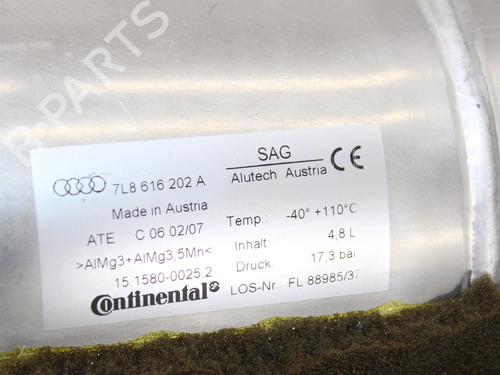 B-PARTS
7L8 616 202 A
Made in Austria
ATE C 06 02/07
>AlMg3+AlMg3,5Mn<
15.1580-0025.2
Continental
SAG
Alutech Austria
CE
Temp.: -40° +110°C
Inhalt: 4,8 L
Druck: 17,3 bar
LOS-Nr FL 88985/37